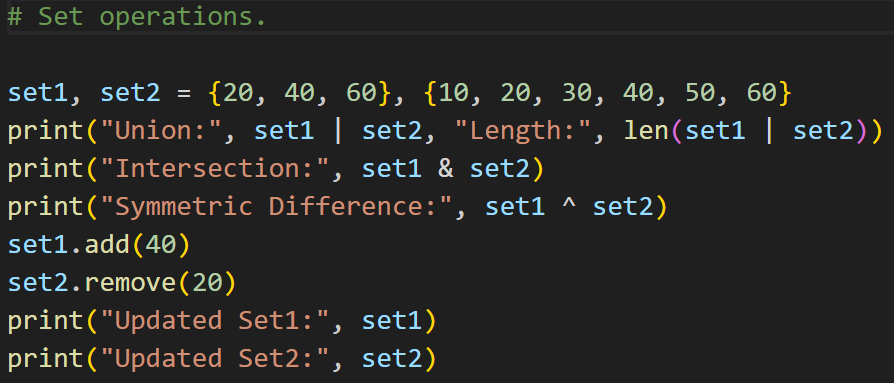 # Set operations.
set1, set2 = {20, 40, 60}, {10, 20, 30, 40, 50, 60}
print("Union:", set1 | set2, "Length:", len(set1 | set2))
print("Intersection:", set1 & set2)
print("Symmetric Difference:", set1 ^ set2)
set1.add(40)
set2.remove(20)
print("Updated Set1:", set1)
print("Updated Set2:", set2)